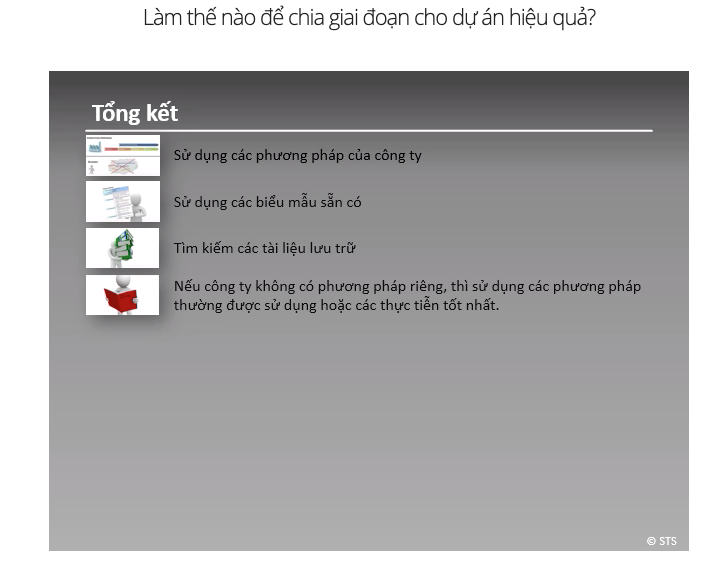 Làm thế nào để chia giai đoạn cho dự án hiệu quả?
Tổng kết
Sử dụng các phương pháp của công ty
Sử dụng các biểu mẫu sẵn có
Tìm kiếm các tài liệu lưu trữ
Nếu công ty không có phương pháp riêng, thì sử dụng các phương pháp
thường được sử dụng hoặc các thực tiễn tốt nhất.
© STS